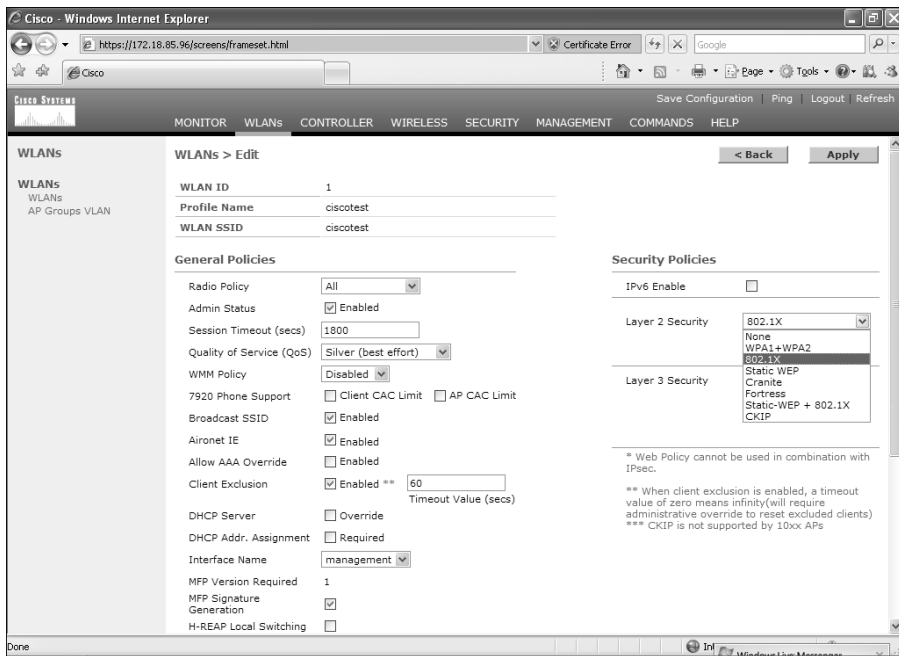 Cisco - Windows Internet Explorer
https://172.18.85.96/screens/frameset.html
Certificate Error
Google
Cisco
Page
Tools
CISCO SYSTEMS
Save Configuration | Ping | Logout | Refresh
MONITOR WLANs CONTROLLER WIRELESS SECURITY MANAGEMENT COMMANDS HELP
WLANs
WLANs
WLANs
AP Groups VLAN
WLANs > Edit
< Back
Apply
WLAN ID 1
Profile Name ciscotest
WLAN SSID ciscotest
General Policies
Radio Policy All
Admin Status Enabled
Session Timeout (secs) 1800
Quality of Service (QoS) Silver (best effort)
WMM Policy Disabled
7920 Phone Support Client CAC Limit AP CAC Limit
Broadcast SSID Enabled
Aironet IE Enabled
Allow AAA Override Enabled
Client Exclusion Enabled ** 60
Timeout Value (secs)
DHCP Server Override
DHCP Addr. Assignment Required
Interface Name management
MFP Version Required 1
MFP Signature
Generation
H-REAP Local Switching
Security Policies
IPv6 Enable
Layer 2 Security 802.1X
None
WPA1+WPA2
802.1X
Static WEP
Cranite
Fortress
Static-WEP + 802.1X
CKIP
Layer 3 Security
* Web Policy cannot be used in combination with
IPsec.
** When client exclusion is enabled, a timeout
value of zero means infinity(will require
administrative override to reset excluded clients)
*** CKIP is not supported by 10xx APs
Done
Windows Live Messenger